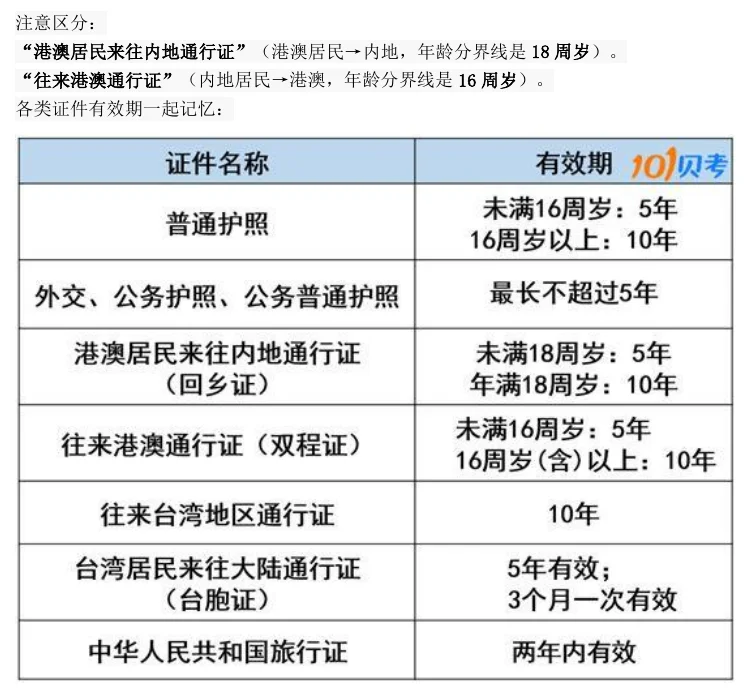 注意区分：
“港澳居民来往内地通行证”（港澳居民→内地，年龄分界线是 18 周岁）。
“往来港澳通行证”（内地居民→港澳，年龄分界线是 16 周岁）。
各类证件有效期一起记忆：
证件名称 有效期 101贝考
普通护照 未满16周岁：5年
16周岁以上：10年
外交、公务护照、公务普通护照 最长不超过5年
港澳居民来往内地通行证
（回乡证） 未满18周岁：5年
年满18周岁：10年
往来港澳通行证（双程证） 未满16周岁：5年
16周岁(含)以上：10年
往来台湾地区通行证 10年
台湾居民来往大陆通行证
（台胞证） 5年有效；
3个月一次有效
中华人民共和国旅行证 两年内有效